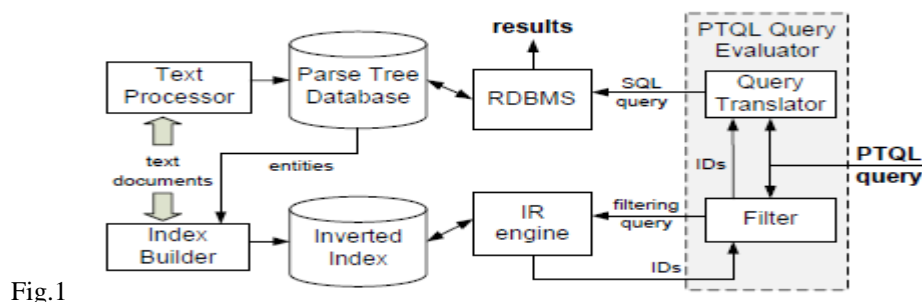 results
PTQL Query
Evaluator
Text
Processor
Parse Tree
Database
RDBMS
SQL
query
Query
Translator
text
documents
entities
IDs
PTQL
query
Index
Builder
Inverted
Index
IR
engine
filtering
query
Filter
IDs
Fig.1